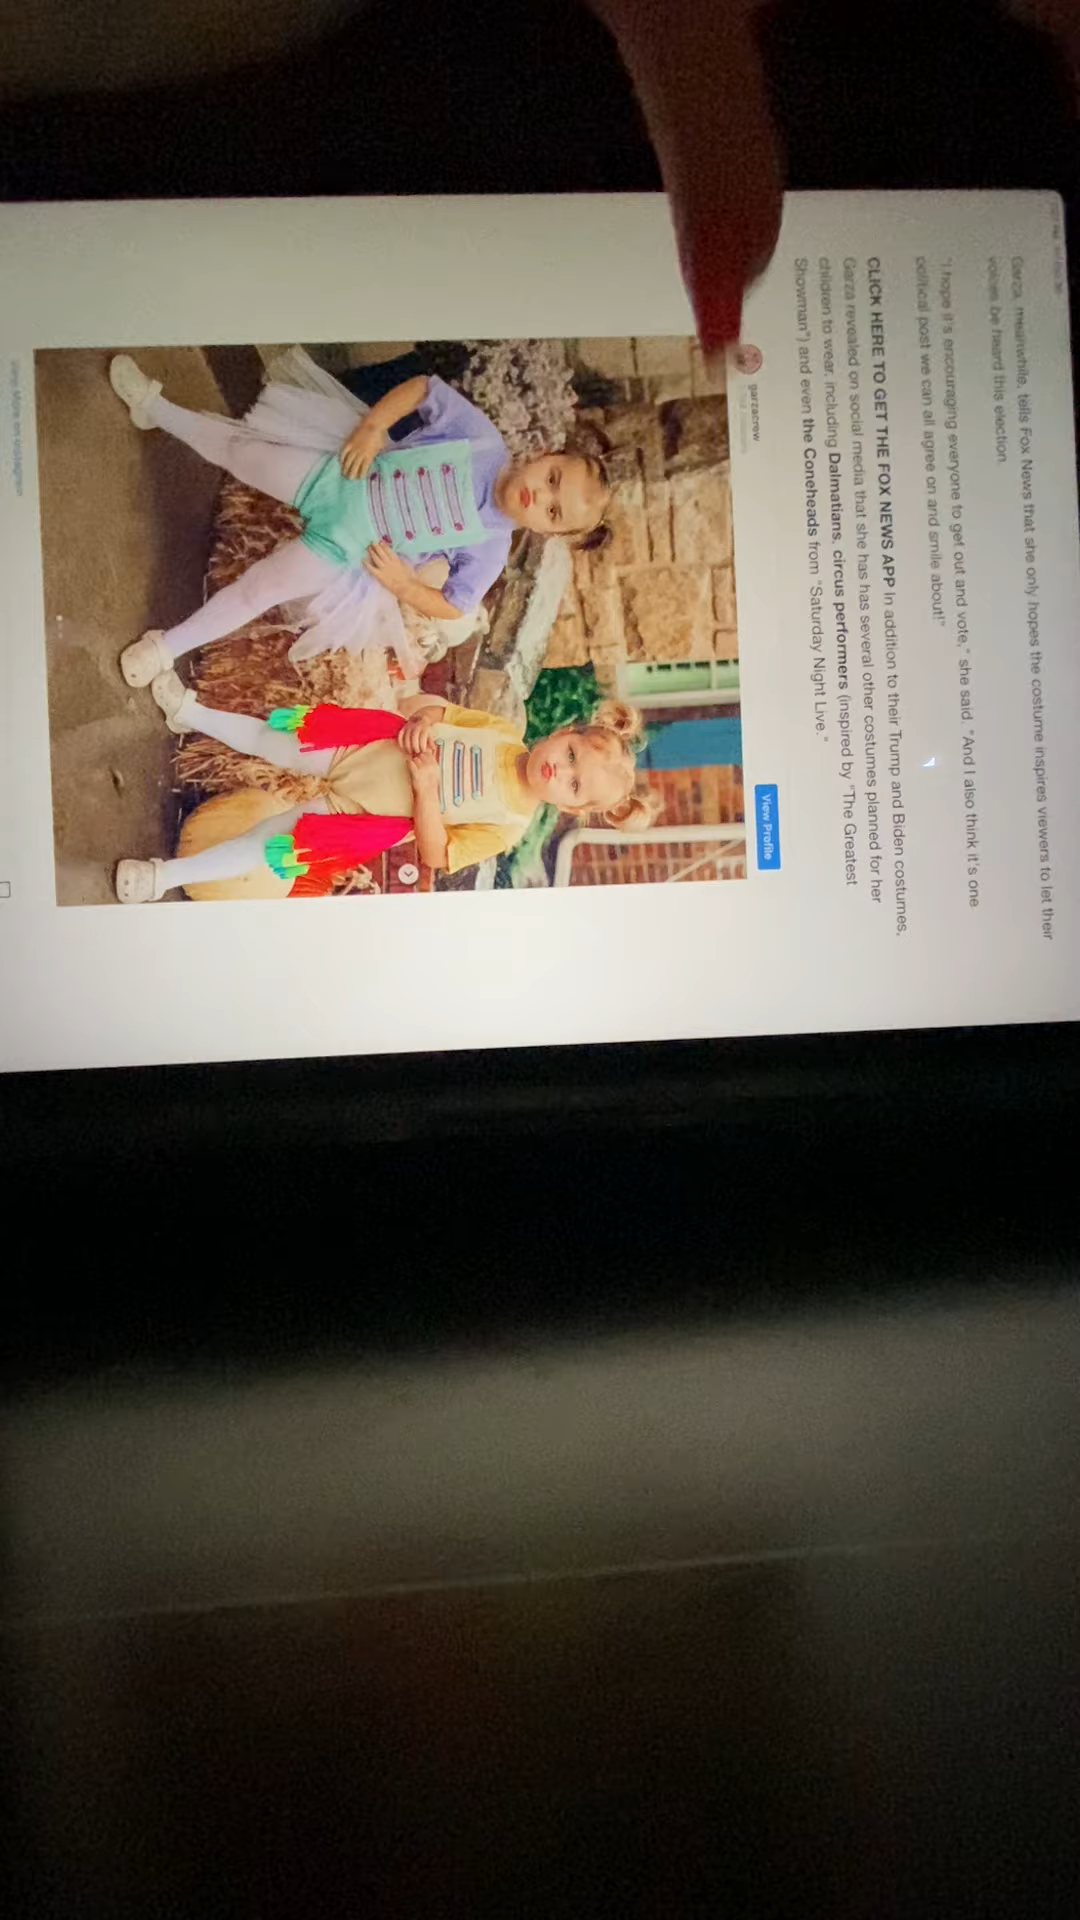 Garza, meanwhile, tells Fox News that she only hopes the costume inspires viewers to let their
voices be heard this election.
"I hope it's encouraging everyone to get out and vote," she said. "And I also think it's one
political post we can all agree on and smile about!"
CLICK HERE TO GET THE FOX NEWS APP In addition to their Trump and Biden costumes,
Garza revealed on social media that she has has several other costumes planned for her
children to wear, including Dalmatians, circus performers (inspired by "The Greatest
Showman") and even the Coneheads from "Saturday Night Live."
garzacrew
View Profile
View More on Instagram